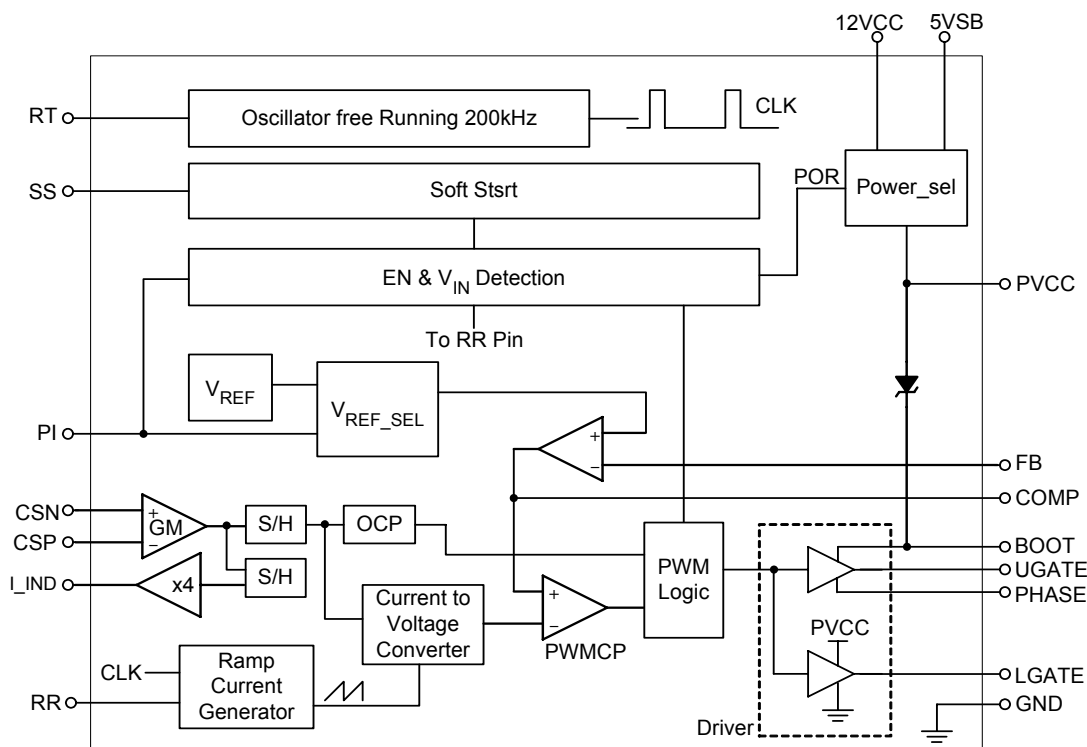 12VCC
5VSB
RT
Oscillator free Running 200kHz
CLK
SS
Soft Stsrt
POR
Power_sel
EN & VIN Detection
PVCC
To RR Pin
VREF
VREF_SEL
PI
+
−
FB
COMP
CSN
CSP
+
−
GM
S/H
OCP
S/H
I_IND
x4
PWM
Logic
BOOT
UGATE
PHASE
Current to
Voltage
Converter
+
−
PWMCP
PVCC
CLK
RR
Ramp
Current
Generator
LGATE
GND
Driver